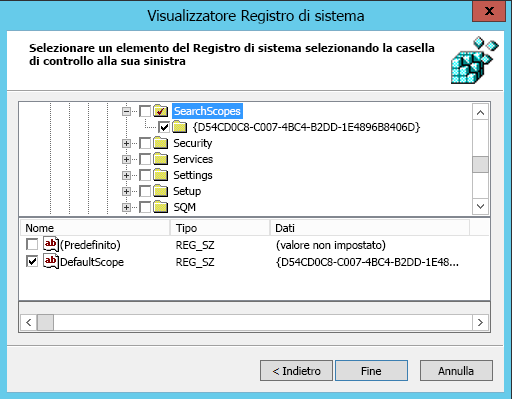 Visualizzatore Registro di sistema
x
Selezionare un elemento del Registro di sistema selezionando la casella
di controllo alla sua sinistra
SearchScopes
{D54CD0C8-C007-4BC4-B2DD-1E4896B8406D}
Security
Services
Settings
Setup
SQM
Nome Tipo Dati
(Predefinito) REG_SZ (valore non impostato)
DefaultScope REG_SZ {D54CD0C8-C007-4BC4-B2DD-1E48...
< Indietro Fine Annulla